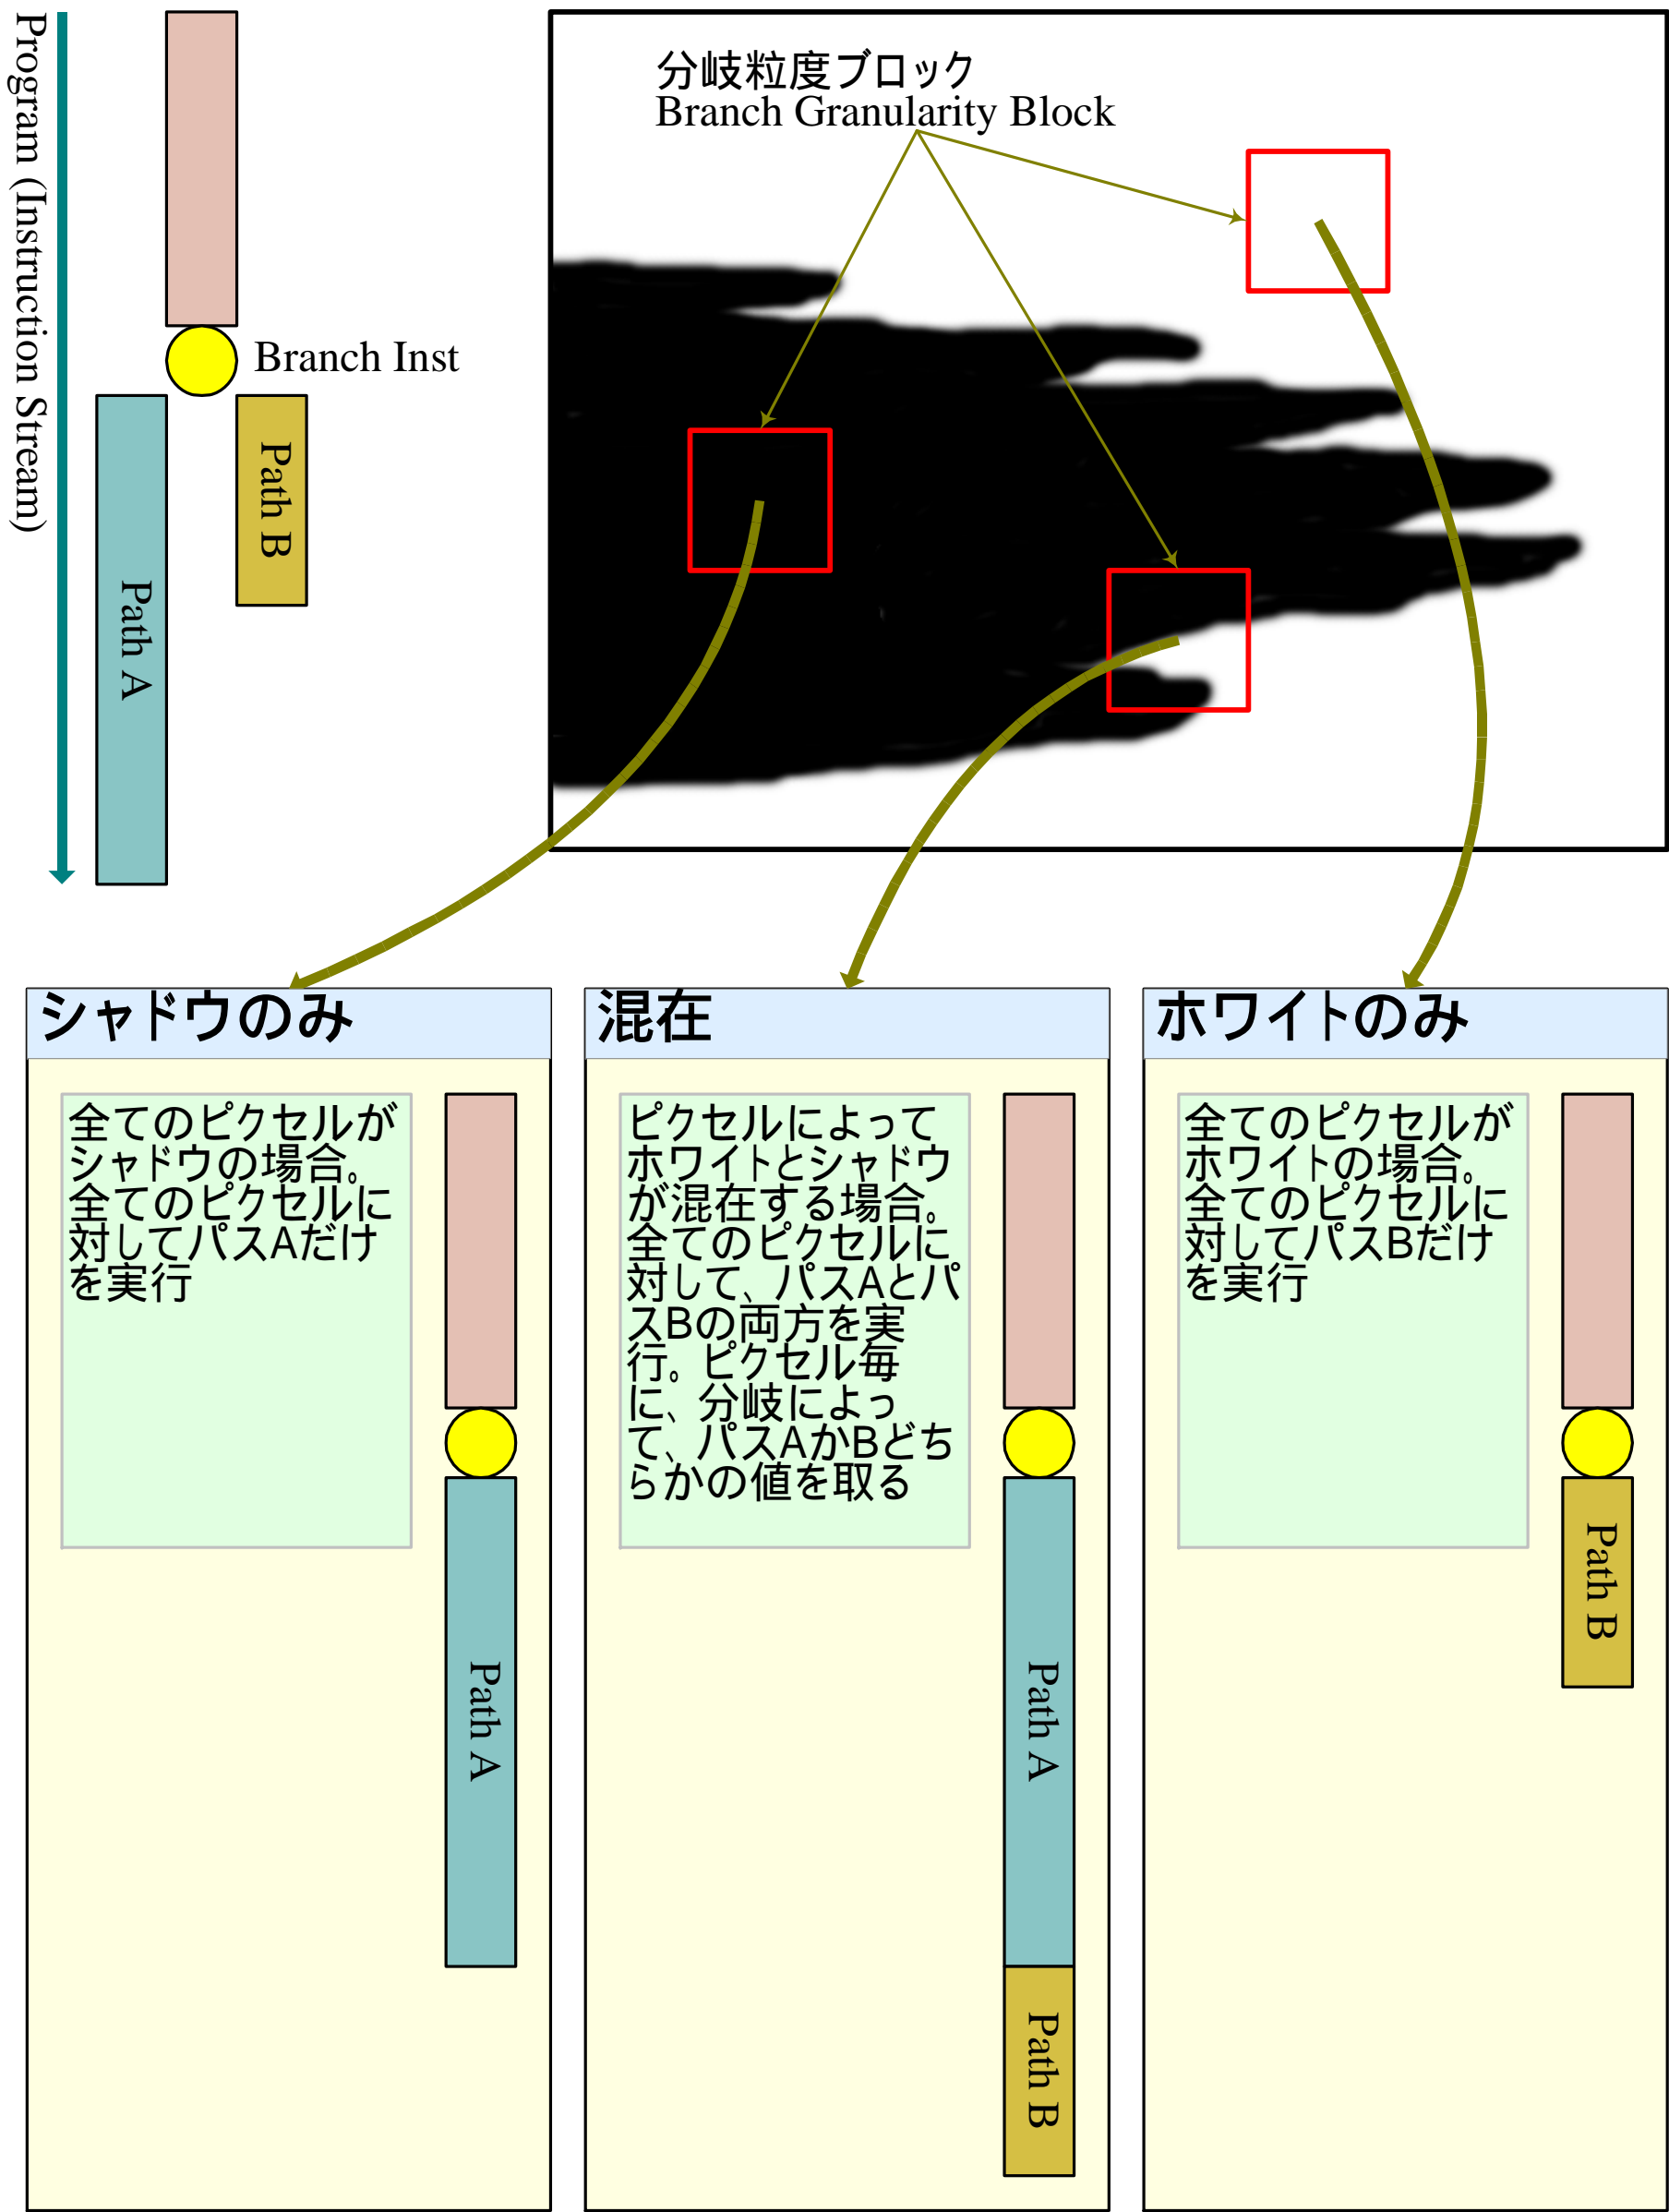 Program (Instruction Stream)
Branch Inst
Path A
Path B
分岐粒度ブロック
Branch Granularity Block
シャドウのみ
全てのピクセルが
シャドウの場合。
全てのピクセルに
対してパスAだけ
を実行
Path A
混在
ピクセルによって
ホワイトとシャドウ
が混在する場合。
全てのピクセルに
対して、パスAとパ
スBの両方を実
行。ピクセル毎
に、分岐によっ
て、パスAかBどち
らかの値を取る
Path A
Path B
ホワイトのみ
全てのピクセルが
ホワイトの場合。
全てのピクセルに
対してパスBだけ
を実行
Path B